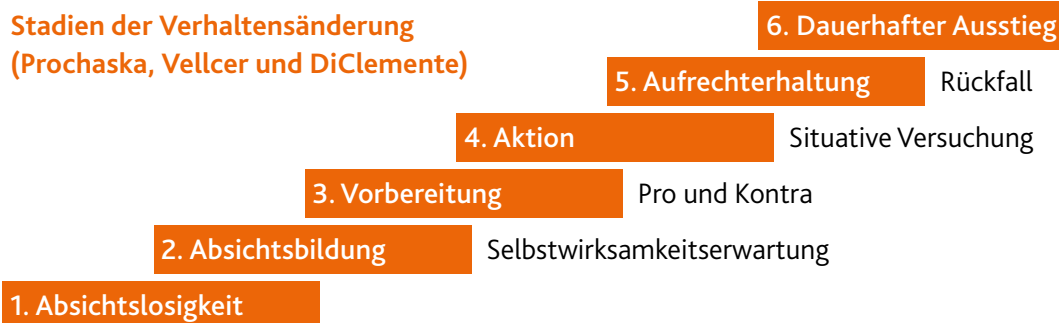 Stadien der Verhaltensänderung
(Prochaska, Vellcer und DiClemente)
6. Dauerhafter Ausstieg
5. Aufrechterhaltung Rückfall
4. Aktion Situative Versuchung
3. Vorbereitung Pro und Kontra
2. Absichtsbildung Selbstwirksamkeitserwartung
1. Absichtslosigkeit